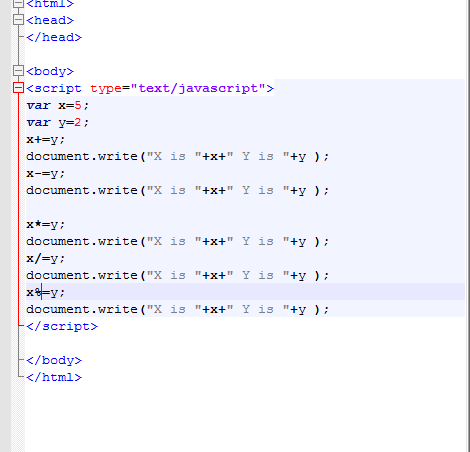 <html>
<head>
</head>
<body>
<script type="text/javascript">
var x=5;
var y=2;
x+=y;
document.write("X is "+x+" Y is "+y );
x-=y;
document.write("X is "+x+" Y is "+y );
x*=y;
document.write("X is "+x+" Y is "+y );
x/=y;
document.write("X is "+x+" Y is "+y );
x%=y;
document.write("X is "+x+" Y is "+y );
</script>
</body>
</html>